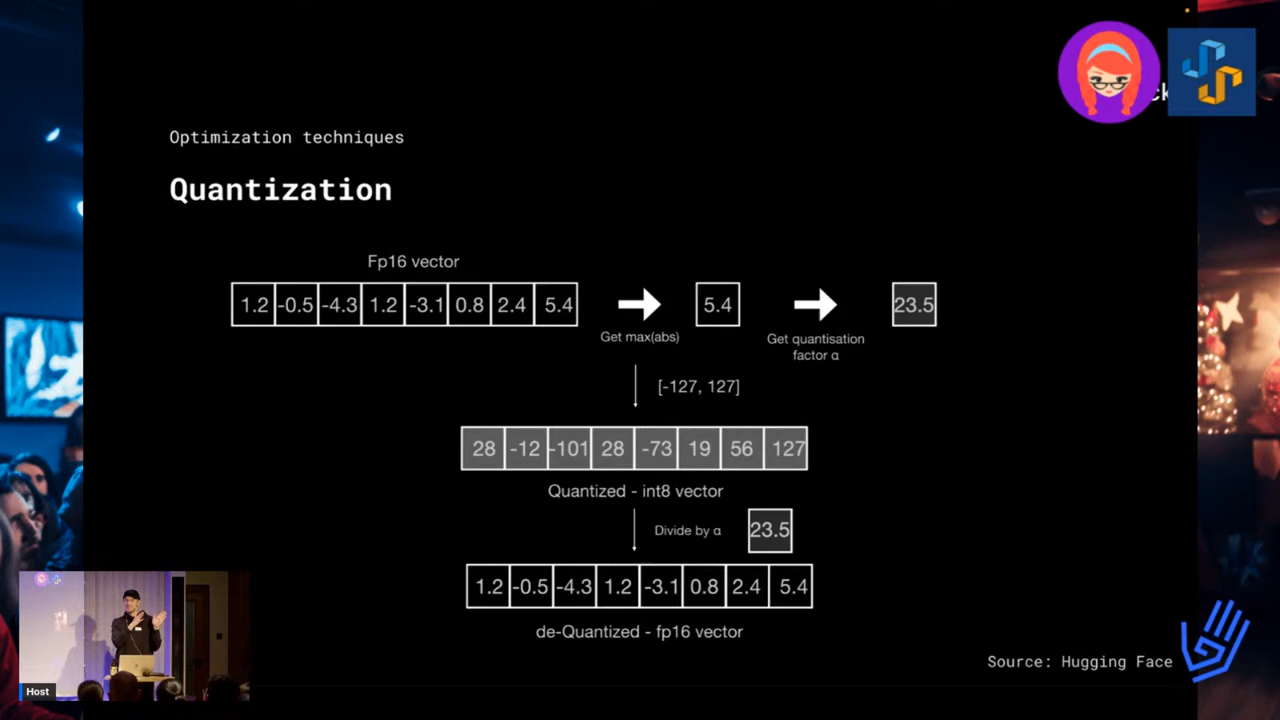 Optimization techniques
Quantization
Fp16 vector
1.2 -0.5 -4.3 1.2 -3.1 0.8 2.4 5.4
Get max(abs)
5.4
Get quantisation
factor α
23.5
[-127, 127]
28 -12 -101 28 -73 19 56 127
Quantized - int8 vector
Divide by α
23.5
1.2 -0.5 -4.3 1.2 -3.1 0.8 2.4 5.4
de-Quantized - fp16 vector
Source: Hugging Face
Host